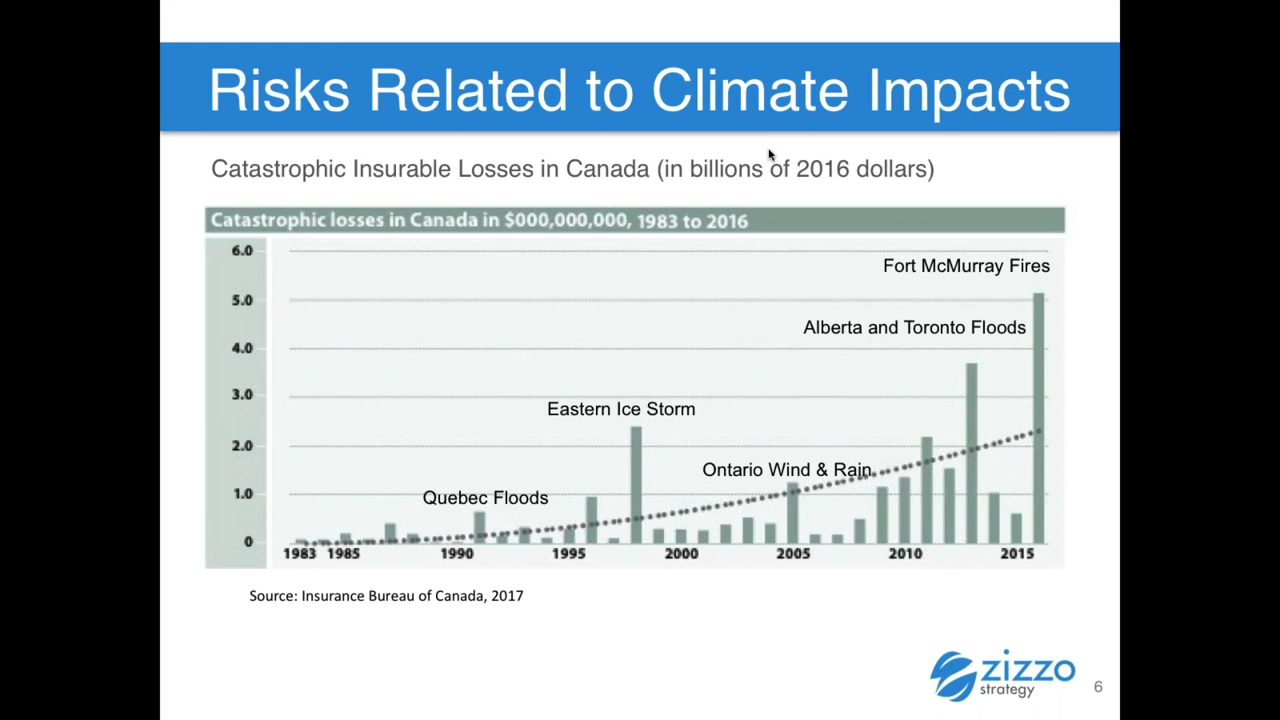 Risks Related to Climate Impacts
Catastrophic Insurable Losses in Canada (in billions of 2016 dollars)
Catastrophic losses in Canada in $000,000,000, 1983 to 2016
6.0
Fort McMurray Fires
5.0
Alberta and Toronto Floods
4.0
3.0
Eastern Ice Storm
2.0
Ontario Wind & Rain
1.0
Quebec Floods
0
1983 1985 1990 1995 2000 2005 2010 2015
Source: Insurance Bureau of Canada, 2017
zizzo
strategy
6